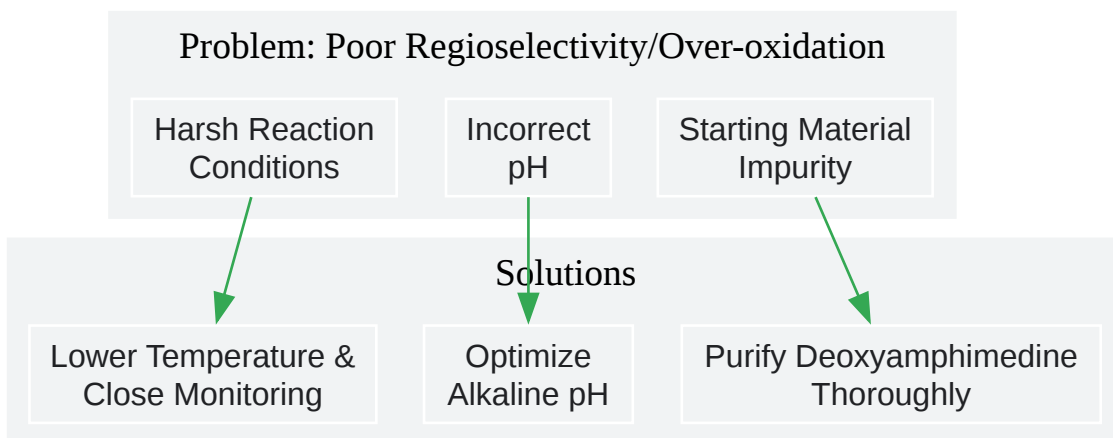 Problem: Poor Regioselectivity/Over-oxidation
Harsh Reaction
Conditions
Incorrect
pH
Starting Material
Impurity
Solutions
Lower Temperature &
Close Monitoring
Optimize
Alkaline pH
Purify Deoxyamphimedine
Thoroughly